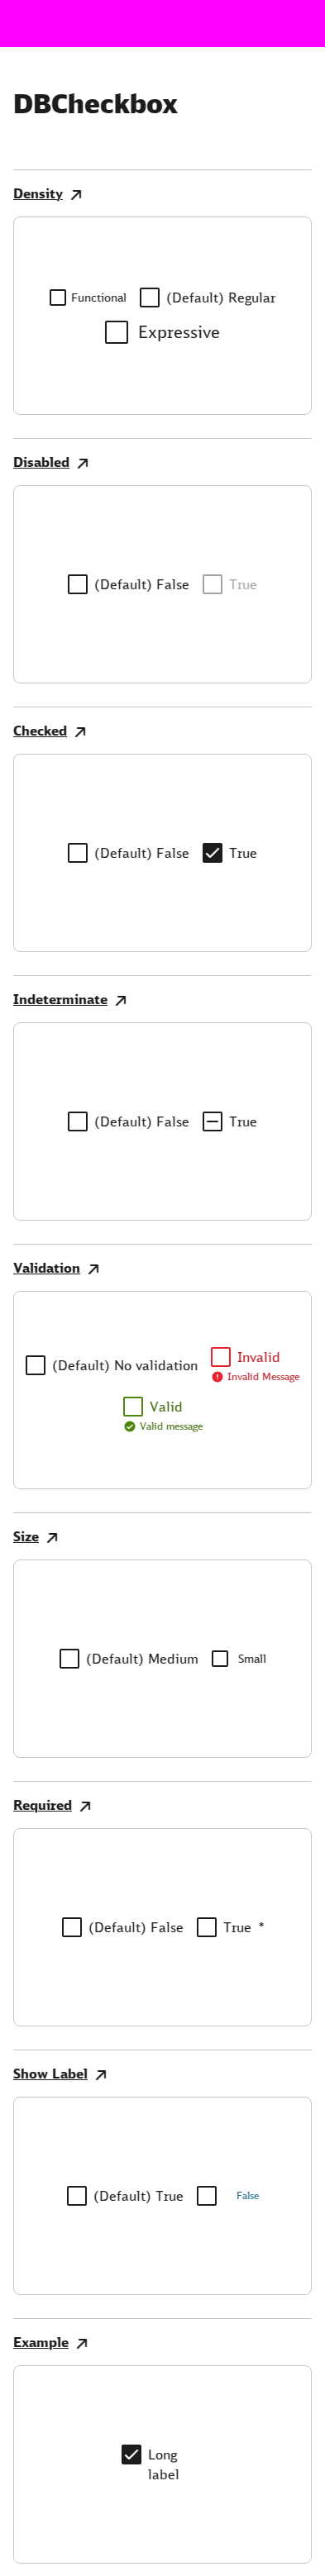 DBCheckbox
Density
Functional (Default) Regular
Expressive
Disabled
(Default) False True
Checked
(Default) False True
Indeterminate
(Default) False True
Validation
(Default) No validation Invalid
Invalid Message
Valid
Valid message
Size
(Default) Medium Small
Required
(Default) False True *
Show Label
(Default) True False
Example
Long
label